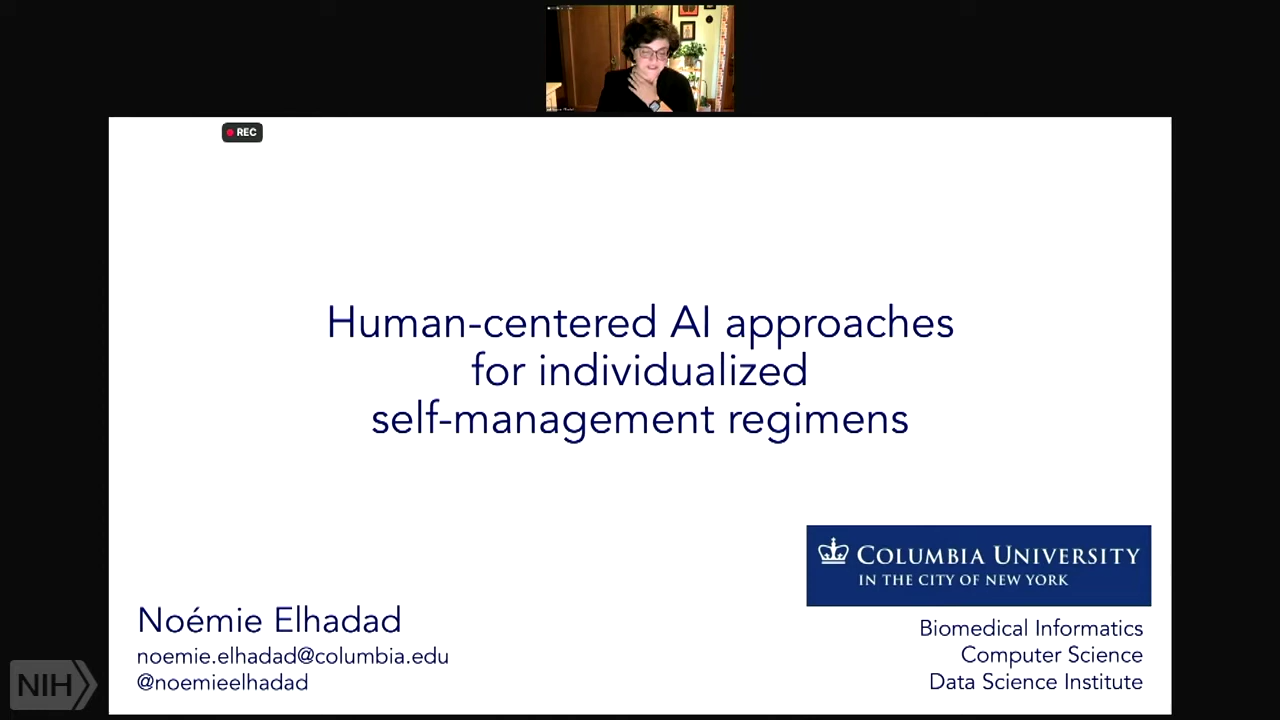 REC
Human-centered AI approaches
for individualized
self-management regimens
COLUMBIA UNIVERSITY
IN THE CITY OF NEW YORK
Noémie Elhadad
noemie.elhadad@columbia.edu
@noemieelhadad
Biomedical Informatics
Computer Science
Data Science Institute
NIH